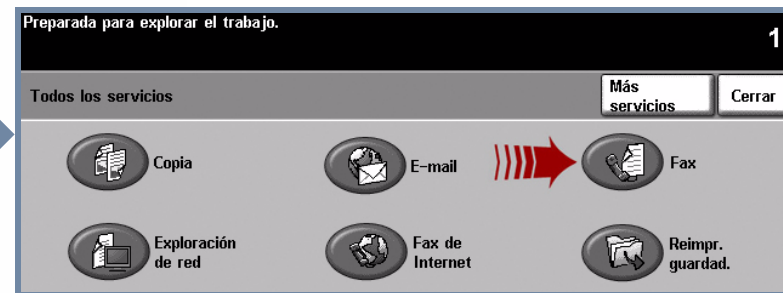 Preparada para explorar el trabajo.
1
Todos los servicios
Más
servicios
Cerrar
Copia
E-mail
Fax
Exploración
de red
Fax de
Internet
Reimpr.
guardad.